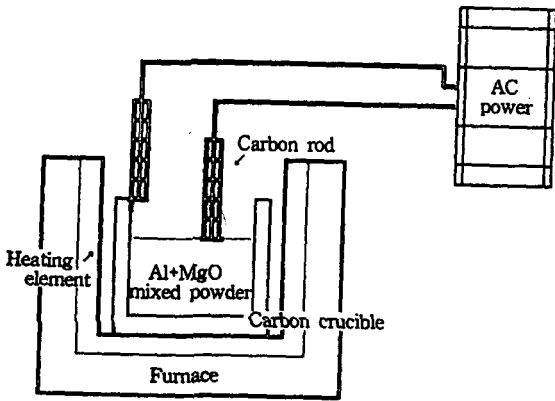 AC
power
Carbon rod
Heating
element
Al+MgO
mixed powder
Carbon crucible
Furnace